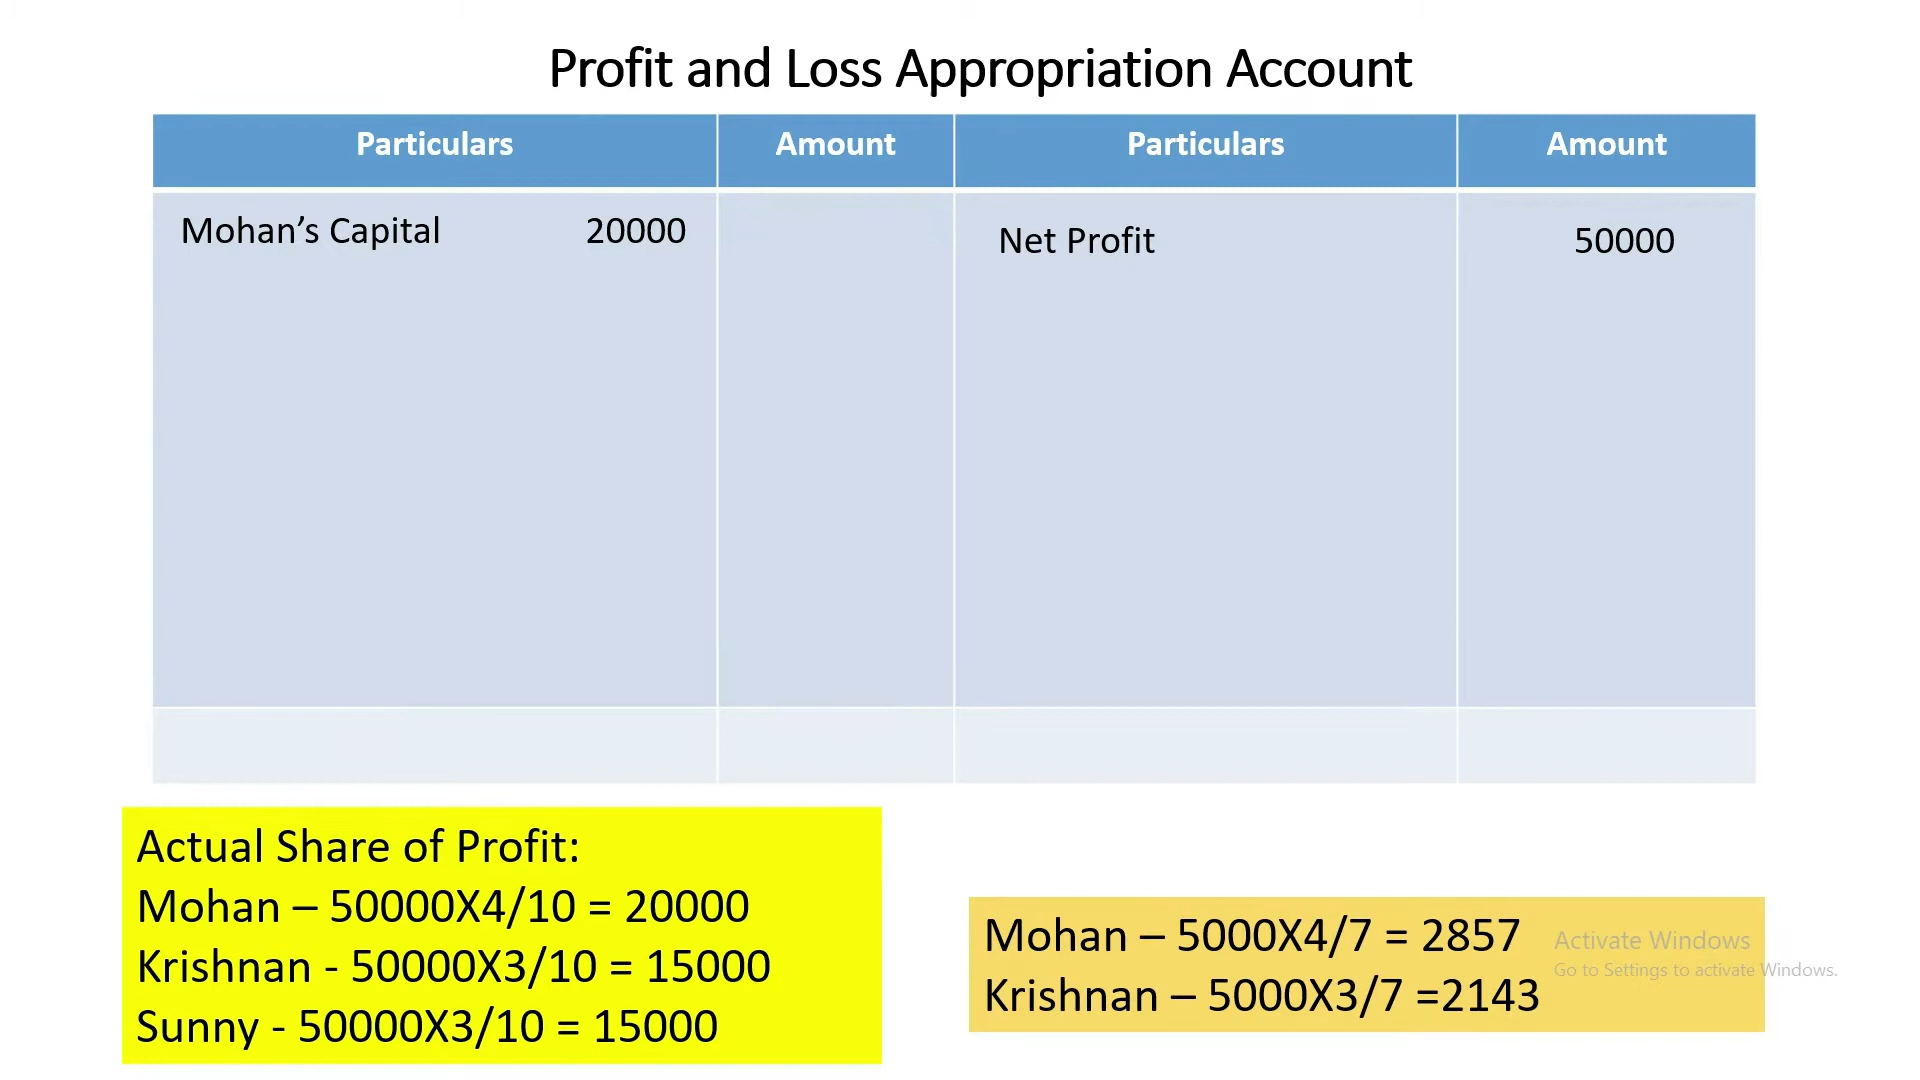 Profit and Loss Appropriation Account
Particulars Amount Particulars Amount
Mohan’s Capital 20000 Net Profit 50000
Actual Share of Profit:
Mohan – 50000X4/10 = 20000
Krishnan - 50000X3/10 = 15000
Sunny - 50000X3/10 = 15000
Mohan – 5000X4/7 = 2857
Krishnan – 5000X3/7 =2143
Activate Windows
Go to Settings to activate Windows.